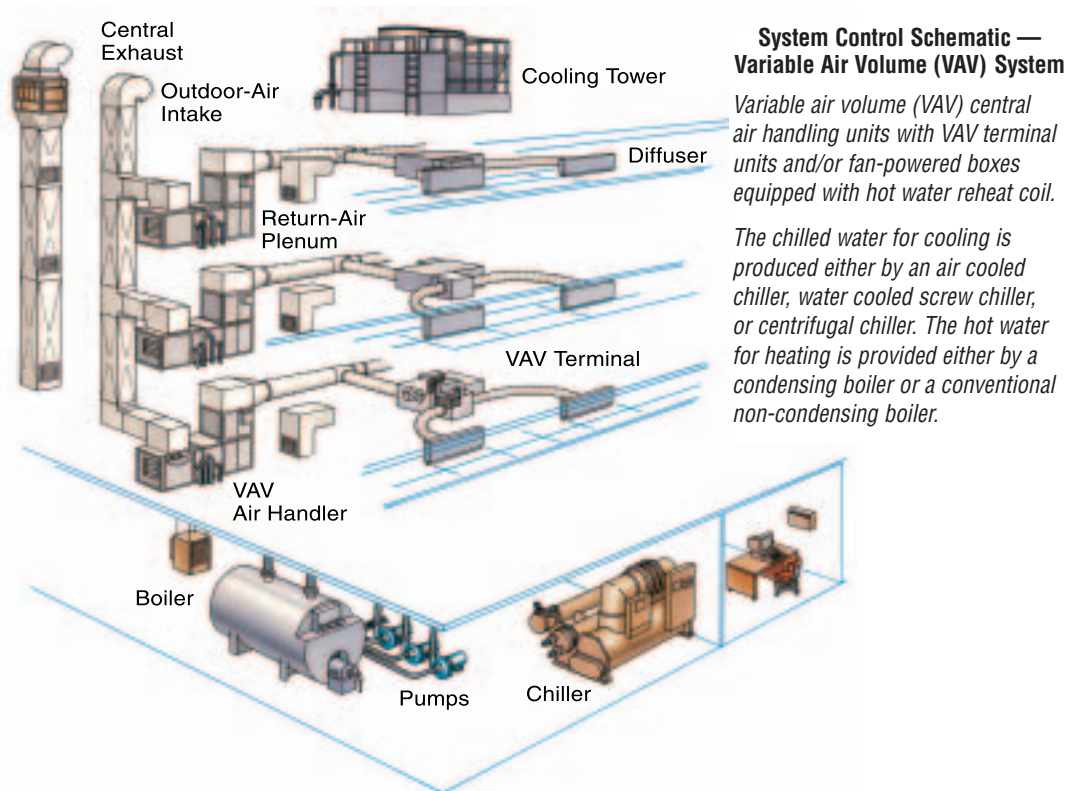 Central
Exhaust
Outdoor-Air
Intake
Cooling Tower
Diffuser
Return-Air
Plenum
VAV Terminal
VAV
Air Handler
Boiler
Pumps
Chiller
System Control Schematic —
Variable Air Volume (VAV) System
Variable air volume (VAV) central
air handling units with VAV terminal
units and/or fan-powered boxes
equipped with hot water reheat coil.
The chilled water for cooling is
produced either by an air cooled
chiller, water cooled screw chiller,
or centrifugal chiller. The hot water
for heating is provided either by a
condensing boiler or a conventional
non-condensing boiler.